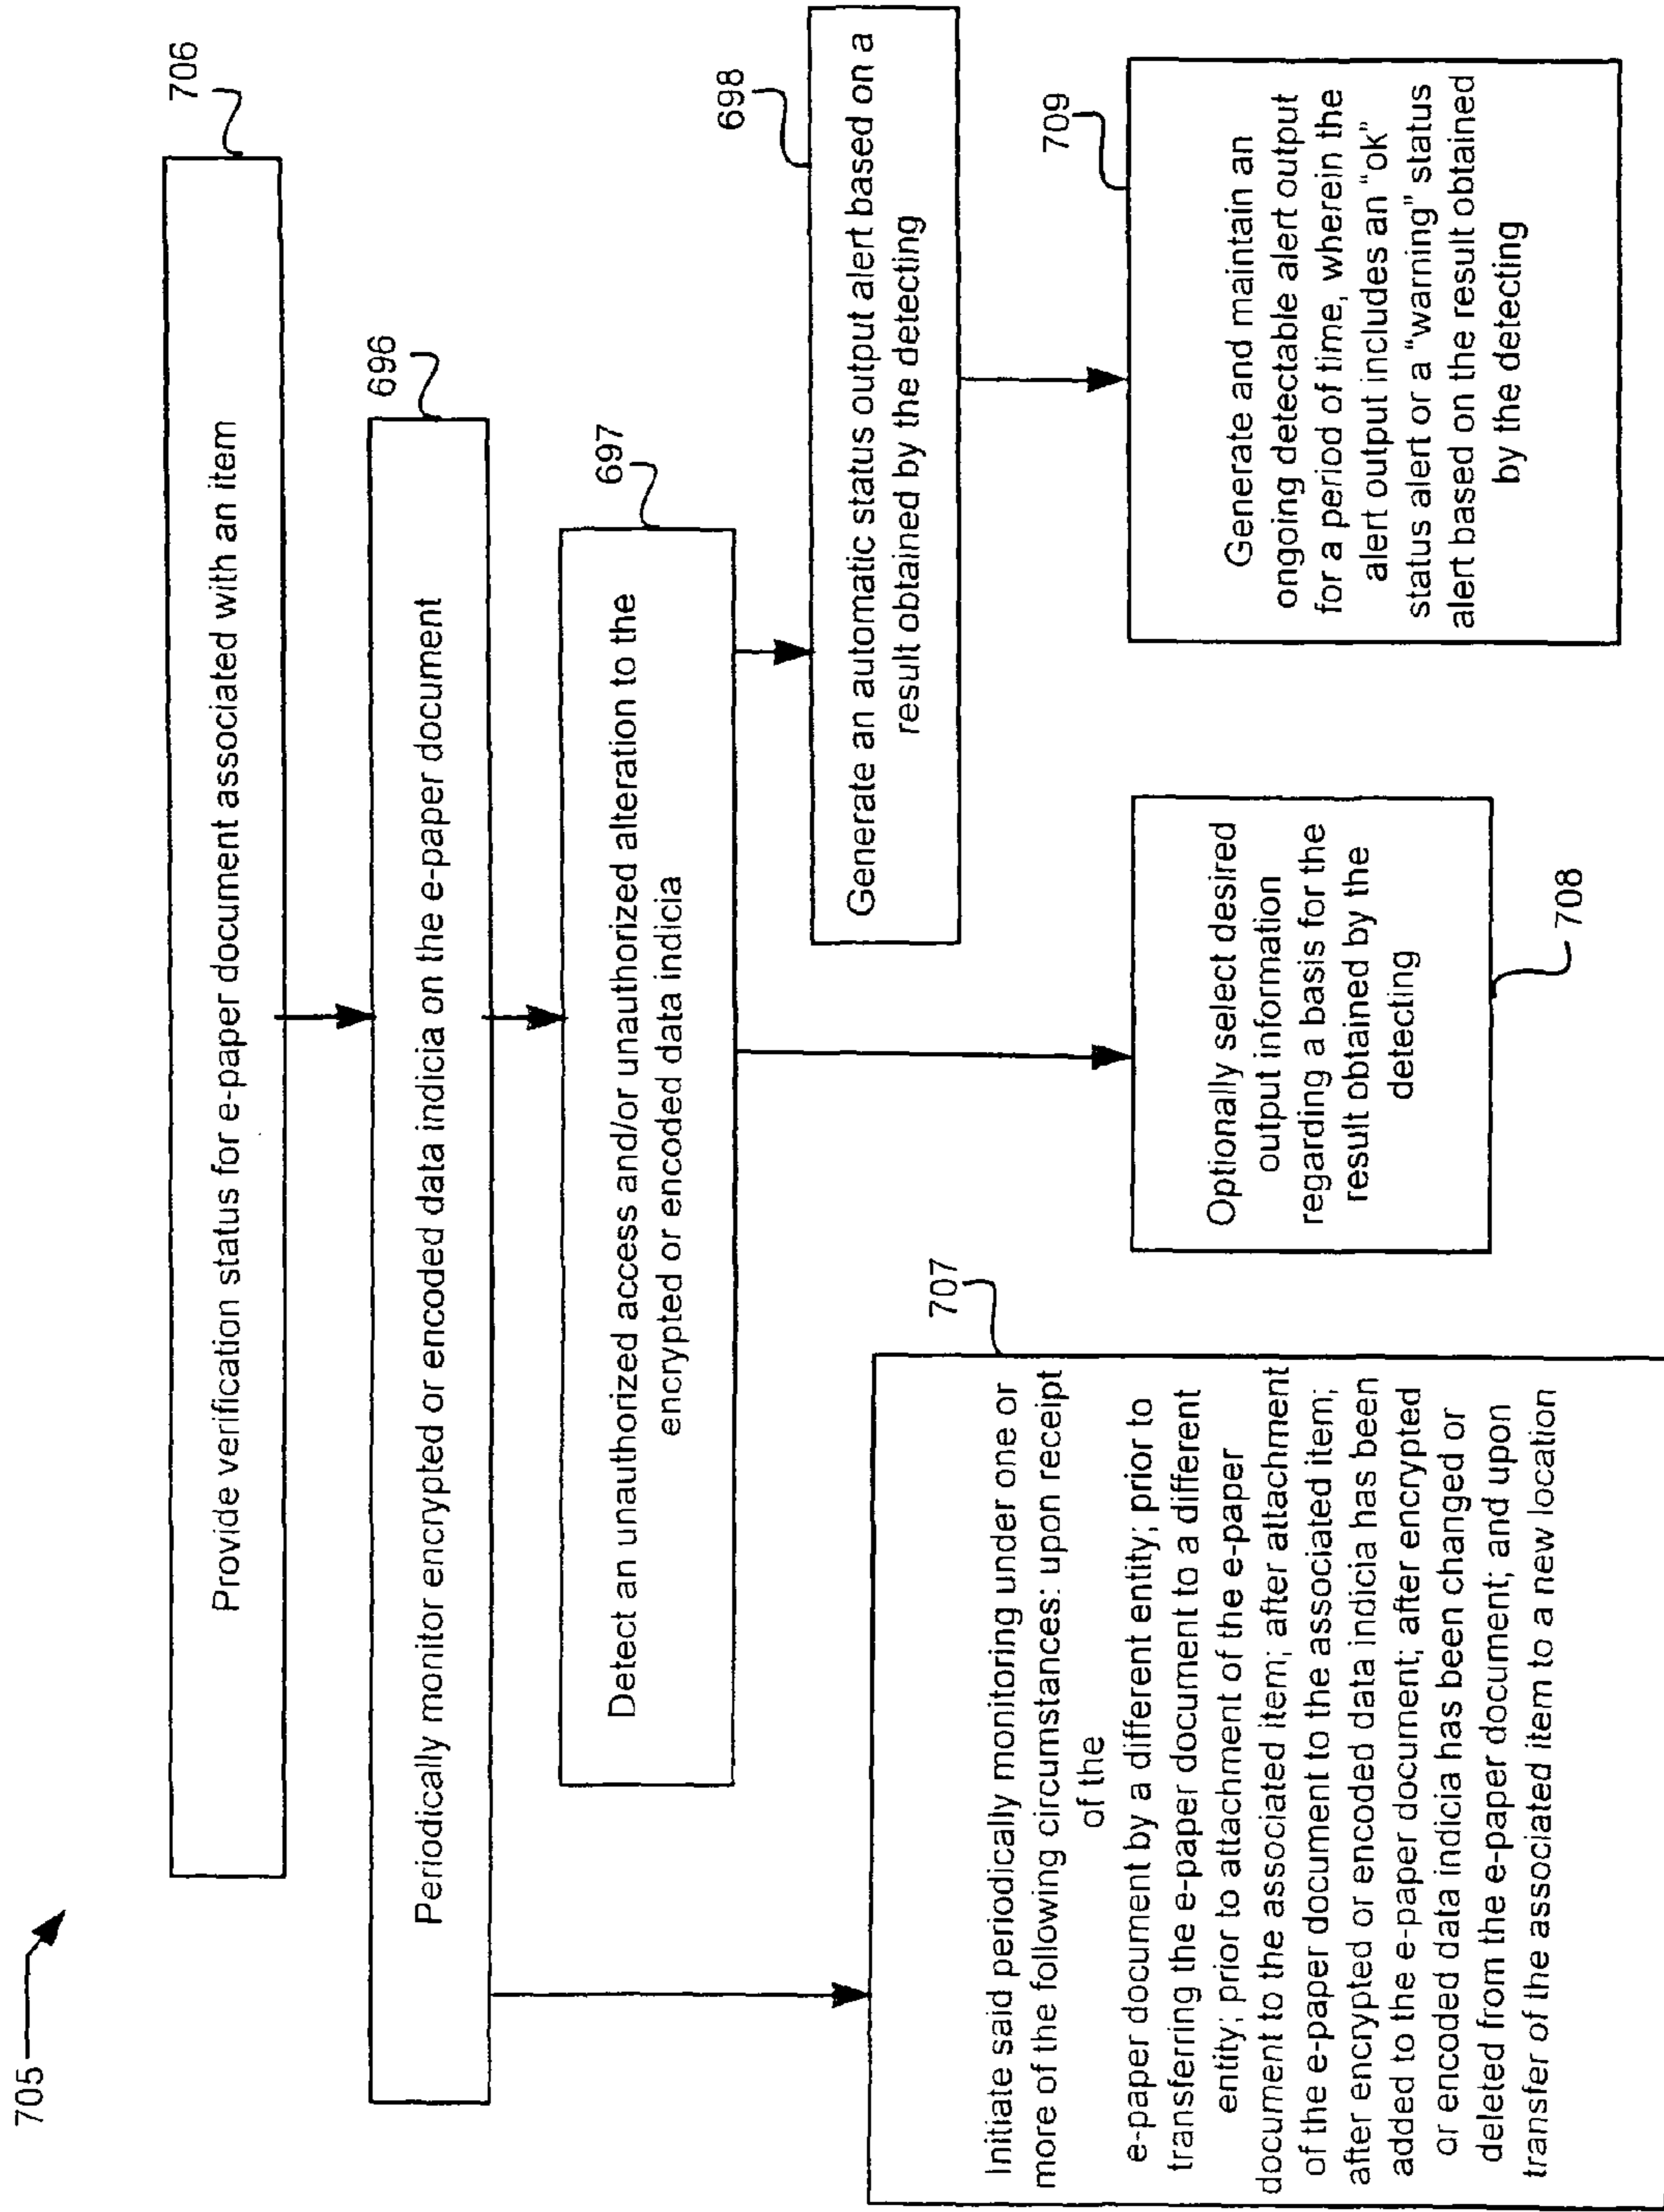 705
706
Provide verification status for e-paper document associated with an item
696
Periodically monitor encrypted or encoded data indicia on the e-paper document
697
Detect an unauthorized access and/or unauthorized alteration to the
encrypted or encoded data indicia
698
Generate an automatic status output alert based on a
result obtained by the detecting
707
Initiate said periodically monitoring under one or
more of the following circumstances: upon receipt
of the
e-paper document by a different entity; prior to
transferring the e-paper document to a different
entity; prior to attachment of the e-paper
document to the associated item; after attachment
of the e-paper document to the associated item;
after encrypted or encoded data indicia has been
added to the e-paper document; after encrypted
or encoded data indicia has been changed or
deleted from the e-paper document; and upon
transfer of the associated item to a new location
Optionally select desired
output information
regarding a basis for the
result obtained by the
detecting
708
709
Generate and maintain an
ongoing detectable alert output
for a period of time, wherein the
alert output includes an “ok”
status alert or a “warning” status
alert based on the result obtained
by the detecting